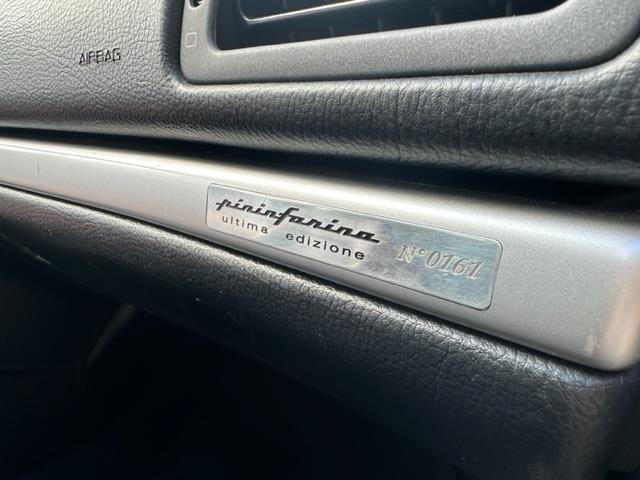 AIRBAG
pininfarina
ultima edizione
N°0161